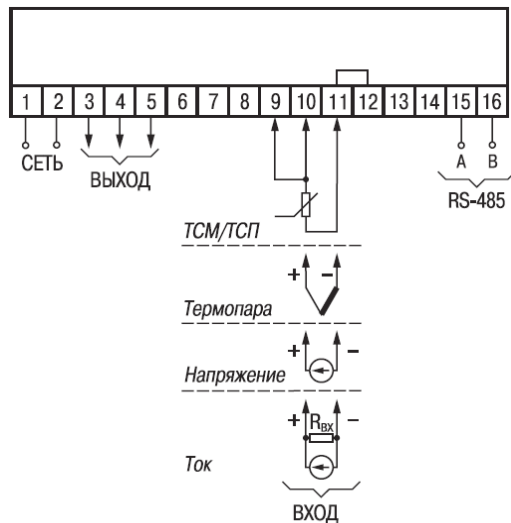 1 2 3 4 5 6 7 8 9 10 11 12 13 14 15 16
СЕТЬ
ВЫХОД
A B
RS-485
ТСМ/ТСП
+ -
Термопара
+ -
Напряжение
+ -
Rвх
Ток
ВХОД